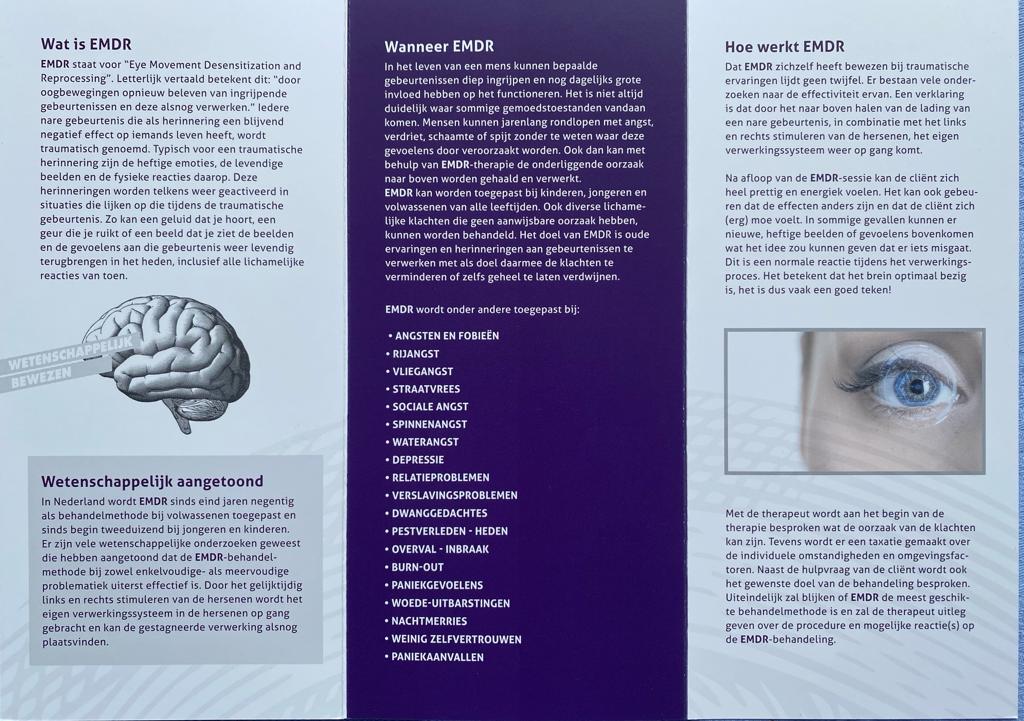 Wat is EMDR
EMDR staat voor “Eye Movement Desensitization and
Reprocessing”. Letterlijk vertaald betekent dit: “door
oogbewegingen opnieuw beleven van ingrijpende
gebeurtenissen en deze alsnog verwerken.” Iedere
nare gebeurtenis die als herinnering een blijvend
negatief effect op iemands leven heeft, wordt
traumatisch genoemd. Typisch voor een traumatische
herinnering zijn de heftige emoties, de levendige
beelden en de fysieke reacties daarop. Deze
herinneringen worden telkens weer geactiveerd in
situaties die lijken op die tijdens de traumatische
gebeurtenis. Zo kan een geluid dat je hoort, een
geur die je ruikt of een beeld dat je ziet de beelden
en de gevoelens aan die gebeurtenis weer levendig
terugbrengen in het heden, inclusief alle lichamelijke
reacties van toen.
WETENSCHAPPELIJK
BEWEZEN
Wetenschappelijk aangetoond
In Nederland wordt EMDR sinds eind jaren negentig
als behandelmethode bij volwassenen toegepast en
sinds begin tweeduizend bij jongeren en kinderen.
Er zijn vele wetenschappelijke onderzoeken geweest
die hebben aangetoond dat de EMDR-behandel-
methode bij zowel enkelvoudige- als meervoudige
problematiek uiterst effectief is. Door het gelijktijdig
links en rechts stimuleren van de hersenen wordt het
eigen verwerkingssysteem in de hersenen op gang
gebracht en kan de gestagneerde verwerking alsnog
plaatsvinden.
Wanneer EMDR
In het leven van een mens kunnen bepaalde
gebeurtenissen diep ingrijpen en nog dagelijks grote
invloed hebben op het functioneren. Het is niet altijd
duidelijk waar sommige gemoedstoestanden vandaan
komen. Mensen kunnen jarenlang rondlopen met angst,
verdriet, schaamte of spijt zonder te weten waar deze
gevoelens door veroorzaakt worden. Ook dan kan met
behulp van EMDR-therapie de onderliggende oorzaak
naar boven worden gehaald en verwerkt.
EMDR kan worden toegepast bij kinderen, jongeren en
volwassenen van alle leeftijden. Ook diverse lichame-
lijke klachten die geen aanwijsbare oorzaak hebben,
kunnen worden behandeld. Het doel van EMDR is oude
ervaringen en herinneringen aan gebeurtenissen te
verwerken met als doel daarmee de klachten te
verminderen of zelfs geheel te laten verdwijnen.
EMDR wordt onder andere toegepast bij:
• ANGSTEN EN FOBIEËN
• RIJANGST
• VLIEGANGST
• STRAATVREES
• SOCIALE ANGST
• SPINNENANGST
• WATERANGST
• DEPRESSIE
• RELATIEPROBLEMEN
• VERSLAVINGSPROBLEMEN
• DWANGGEDACHTES
• PESTVERLEDEN - HEDEN
• OVERVAL - INBRAAK
• BURN-OUT
• PANIEKGEVOELENS
• WOEDE-UITBARSTINGEN
• NACHTMERRIES
• WEINIG ZELFVERTROUWEN
• PANIEKAANVALLEN
Hoe werkt EMDR
Dat EMDR zichzelf heeft bewezen bij traumatische
ervaringen lijdt geen twijfel. Er bestaan vele onder-
zoeken naar de effectiviteit ervan. Een verklaring
is dat door het naar boven halen van de lading van
een nare gebeurtenis, in combinatie met het links
en rechts stimuleren van de hersenen, het eigen
verwerkingssysteem weer op gang komt.
Na afloop van de EMDR-sessie kan de cliënt zich
heel prettig en energiek voelen. Het kan ook gebeu-
ren dat de effecten anders zijn en dat de cliënt zich
(erg) moe voelt. In sommige gevallen kunnen er
nieuwe, heftige beelden of gevoelens bovenkomen
wat het idee zou kunnen geven dat er iets misgaat.
Dit is een normale reactie tijdens het verwerkings-
proces. Het betekent dat het brein optimaal bezig
is, het is dus vaak een goed teken!
Met de therapeut wordt aan het begin van de
therapie besproken wat de oorzaak van de klachten
kan zijn. Tevens wordt er een taxatie gemaakt over
de individuele omstandigheden en omgevingsfac-
toren. Naast de hulpvraag van de cliënt wordt ook
het gewenste doel van de behandeling besproken.
Uiteindelijk zal blijken of EMDR de meest geschik-
te behandelmethode is en zal de therapeut uitleg
geven over de procedure en mogelijke reactie(s) op
de EMDR-behandeling.